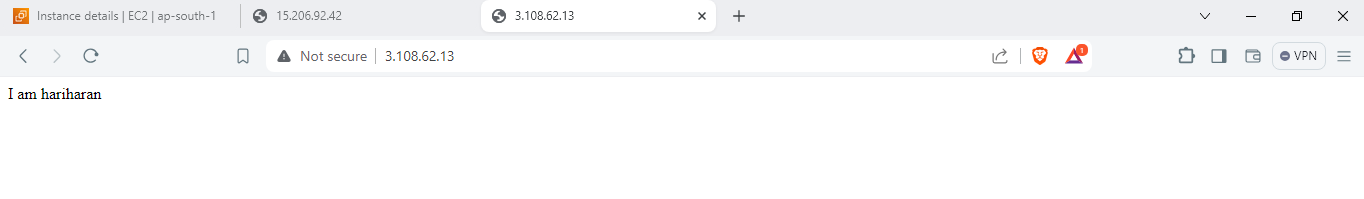 Instance details | EC2 | ap-south-1
15.206.92.42
3.108.62.13
Not secure
3.108.62.13
1
VPN
I am hariharan